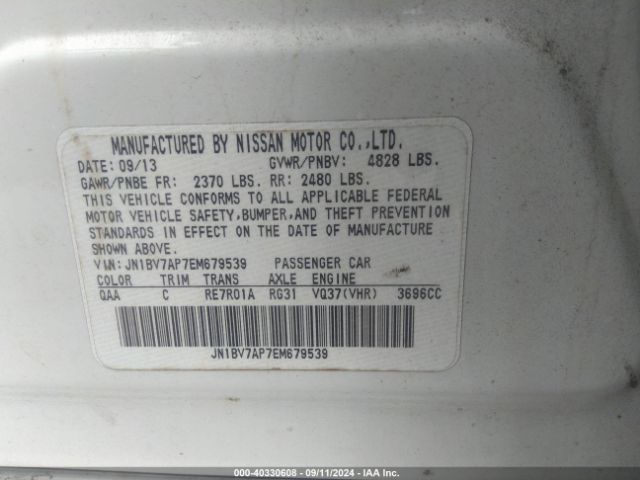 MANUFACTURED BY NISSAN MOTOR CO.,LTD.
DATE: 09/13 GVWR/PNBV: 4828 LBS.
GAWR/PNBE FR: 2370 LBS. RR: 2480 LBS.
THIS VEHICLE CONFORMS TO ALL APPLICABLE FEDERAL
MOTOR VEHICLE SAFETY,BUMPER,AND THEFT PREVENTION
STANDARDS IN EFFECT ON THE DATE OF MANUFACTURE
SHOWN ABOVE.
VIN: JN1BV7AP7EM679539 PASSENGER CAR
COLOR TRIM TRANS AXLE ENGINE
QAA C RE7R01A RG31 VQ37(VHR) 3696CC
JN1BV7AP7EM679539
000-40330608 - 09/11/2024 - IAA Inc.